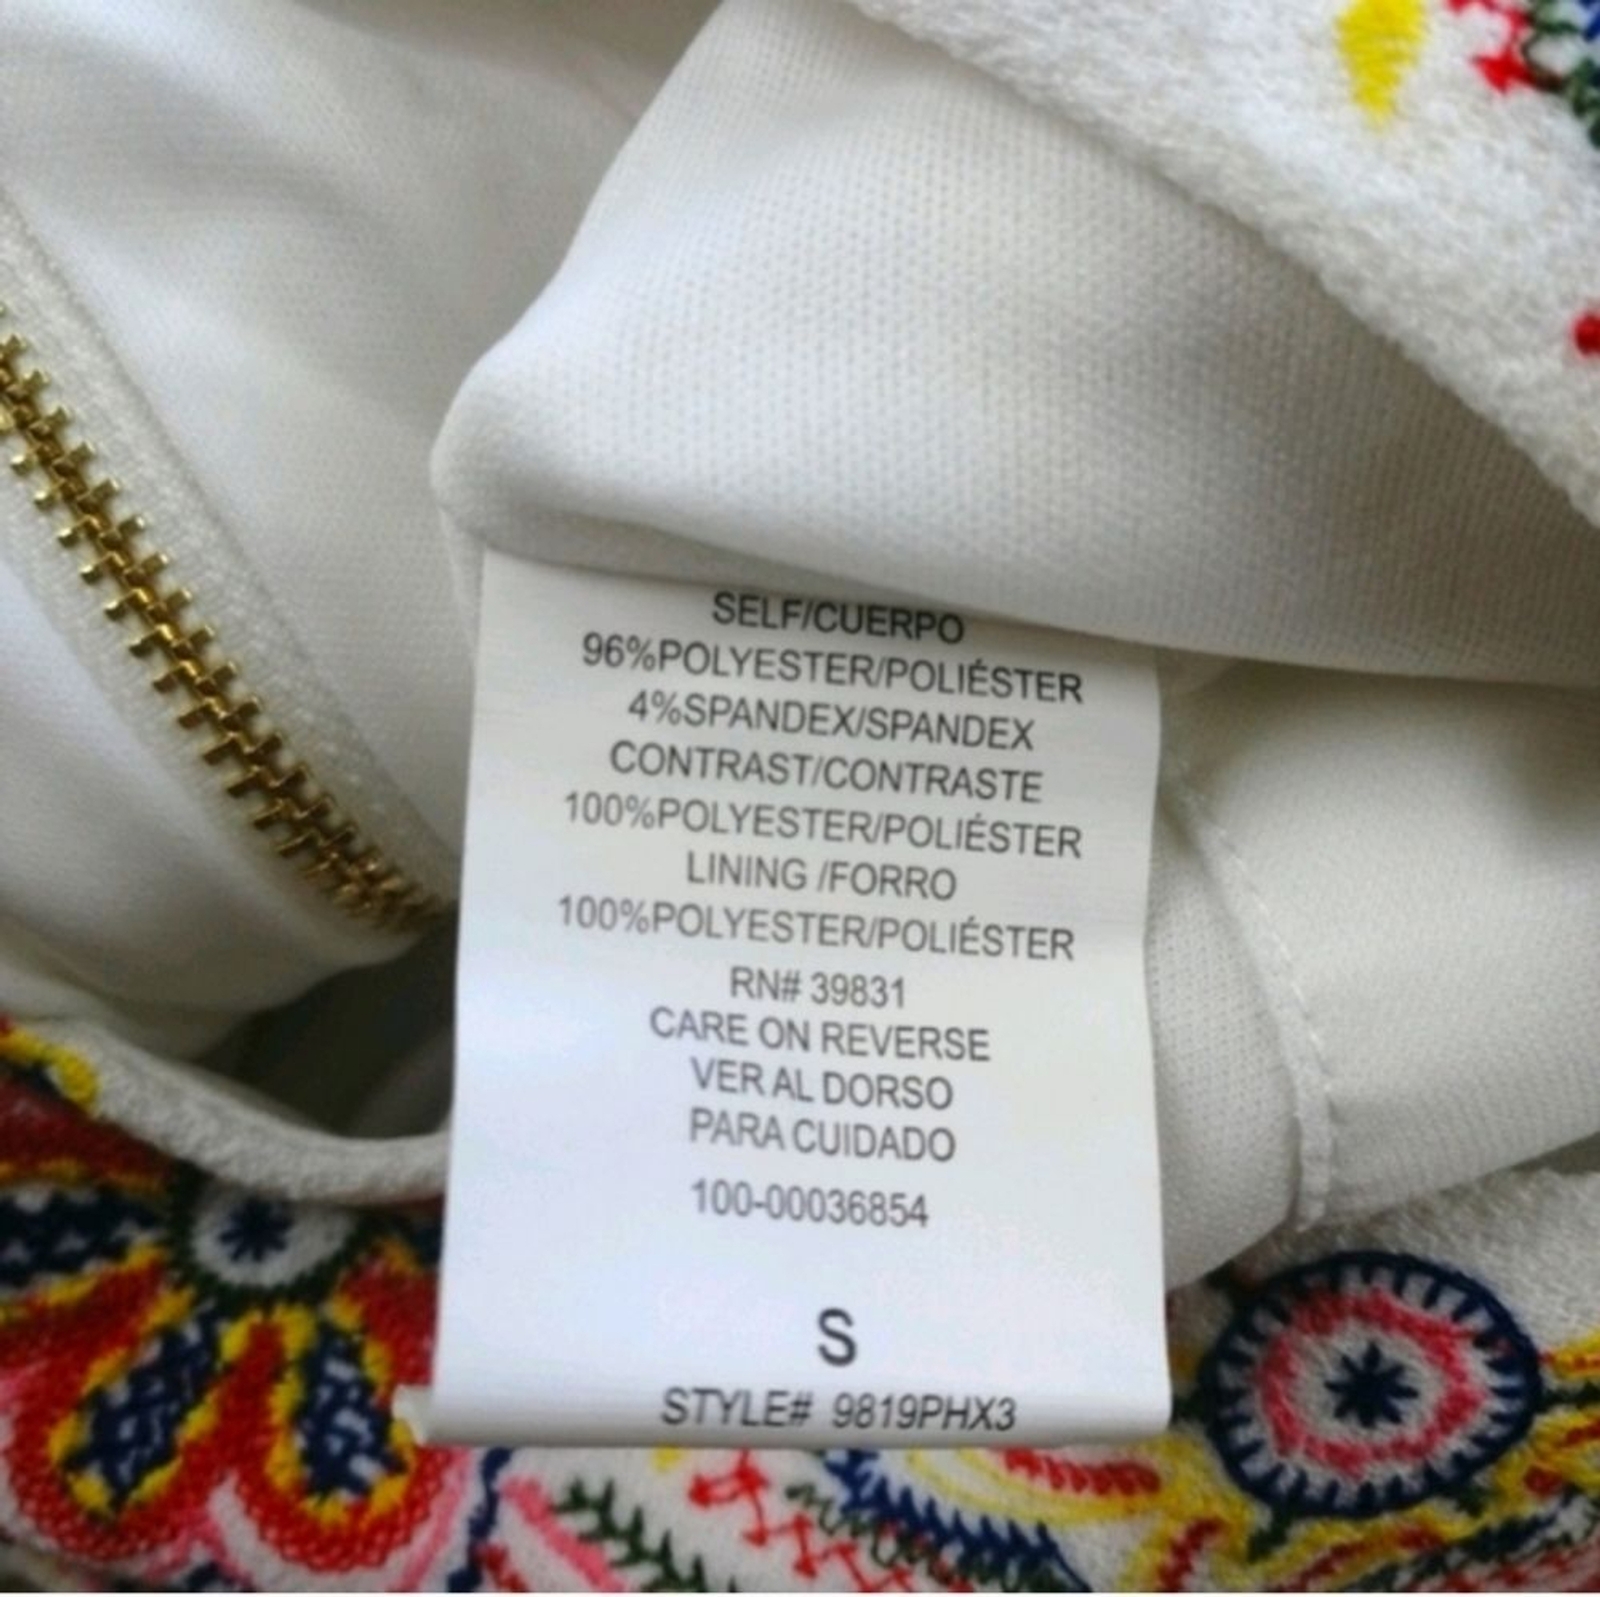 SELF/CUERPO
96%POLYESTER/POLIÉSTER
4%SPANDEX/SPANDEX
CONTRAST/CONTRASTE
100%POLYESTER/POLIÉSTER
LINING /FORRO
100%POLYESTER/POLIÉSTER
RN# 39831
CARE ON REVERSE
VER AL DORSO
PARA CUIDADO
100-00036854
S
STYLE# 9819PHX3